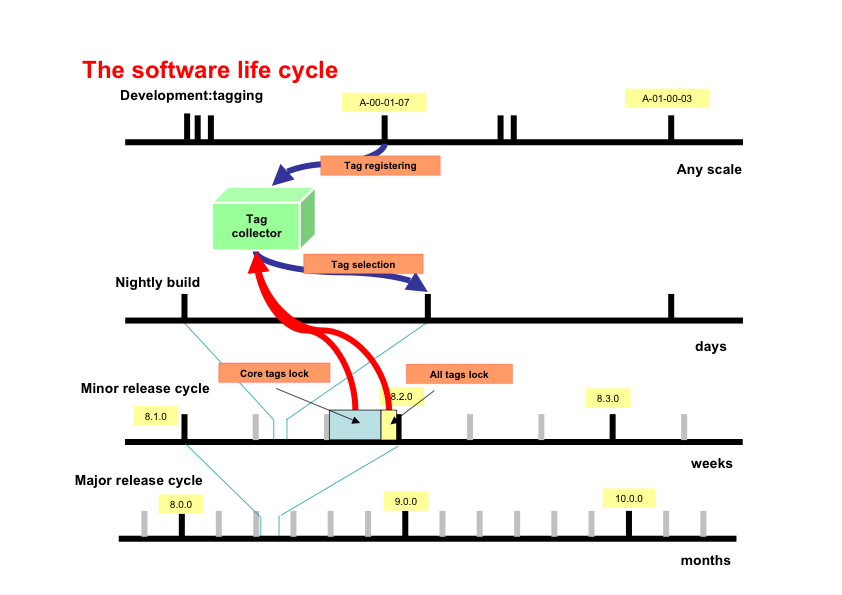 The software life cycle
Development:tagging
A-00-01-07
A-01-00-03
Tag registering
Any scale
Tag
collector
Tag selection
Nightly build
days
Core tags lock
All tags lock
Minor release cycle
8.1.0
8.2.0
8.3.0
weeks
Major release cycle
8.0.0
9.0.0
10.0.0
months